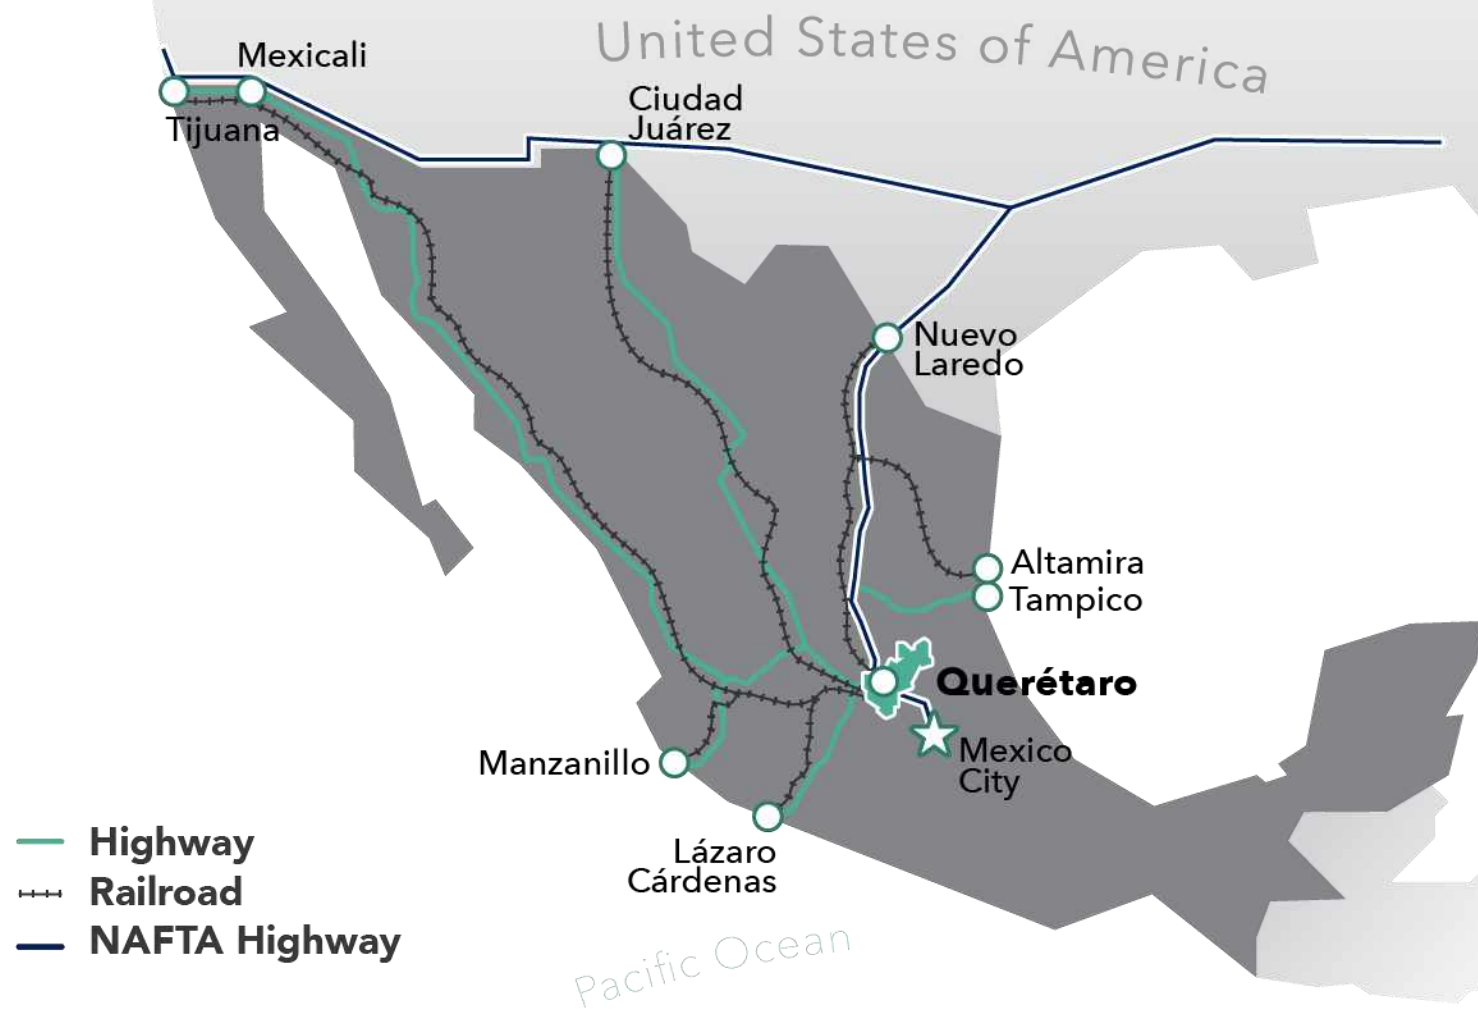 United States of America
Mexicali
Tijuana
Ciudad
Juárez
Nuevo
Laredo
Altamira
Tampico
Querétaro
Mexico
City
Manzanillo
Lázaro
Cárdenas
Highway
Railroad
NAFTA Highway
Pacific Ocean